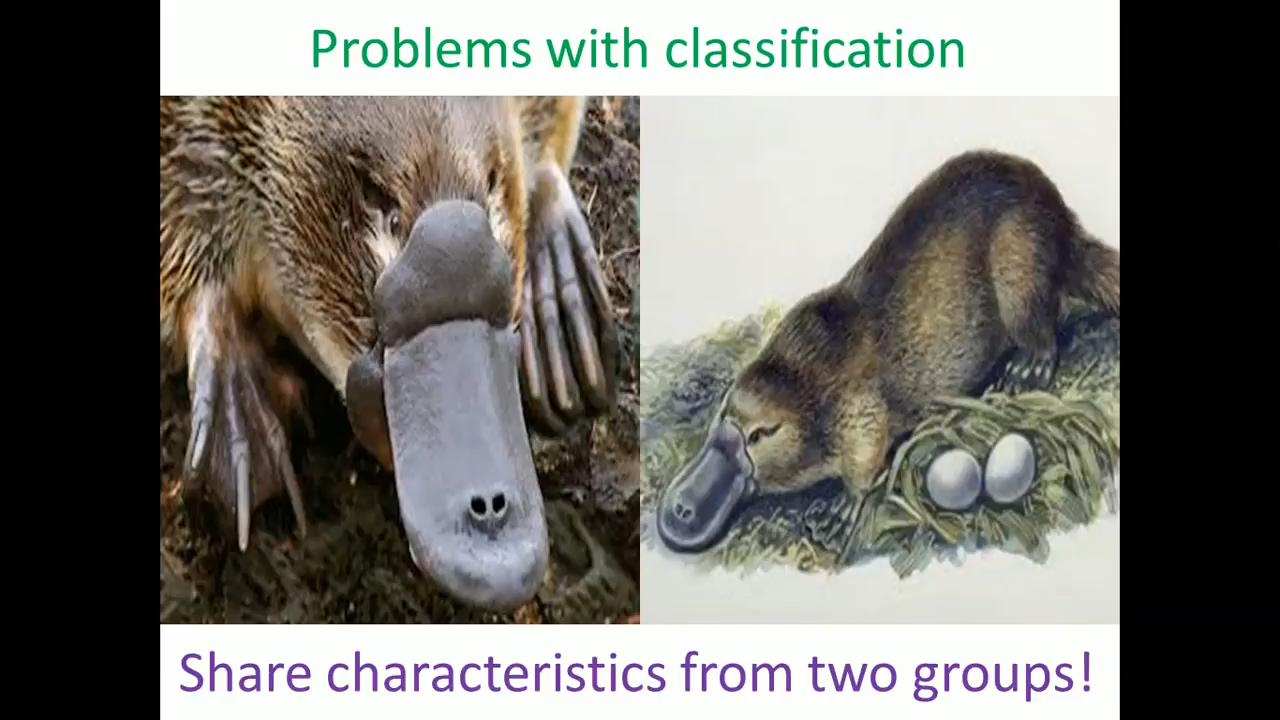 Problems with classification
Share characteristics from two groups!